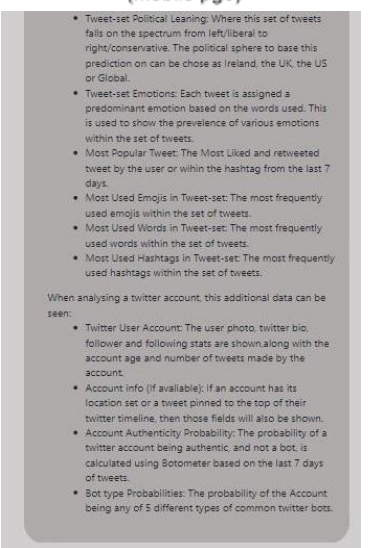 • Tweet-set Political Leaning: Where this set of tweets
falls on the spectrum from left/liberal to
right/conservative. The political sphere to base this
prediction on can be chose as Ireland, the UK, the US
or Global.
• Tweet-set Emotions: Each tweet is assigned a
predominant emotion based on the words used. This
is used to show the prevelence of various emotions
within the set of tweets.
• Most Popular Tweet: The Most Liked and retweeted
tweet by the user or wihin the hashtag from the last 7
days.
• Most Used Emojis in Tweet-set: The most frequently
used emojis within the set of tweets.
• Most Used Words in Tweet-set: The most frequently
used words within the set of tweets.
• Most Used Hashtags in Tweet-set: The most frequently
used hashtags within the set of tweets.
When analysing a twitter account, this additional data can be
seen:
• Twitter User Account: The user photo, twitter bio,
follower and following stats are shown,along with the
account age and number of tweets made by the
account.
• Account info (if avaliable): If an account has its
location set or a tweet pinned to the top of their
twitter timeline, then those fields will also be shown.
• Account Authenticity Probability: The probability of a
twitter account being authentic, and not a bot, is
calculated using Botometer based on the last 7 days
of tweets.
• Bot type Probabilities: The probability of the Account
being any of 5 different types of common twitter bots.